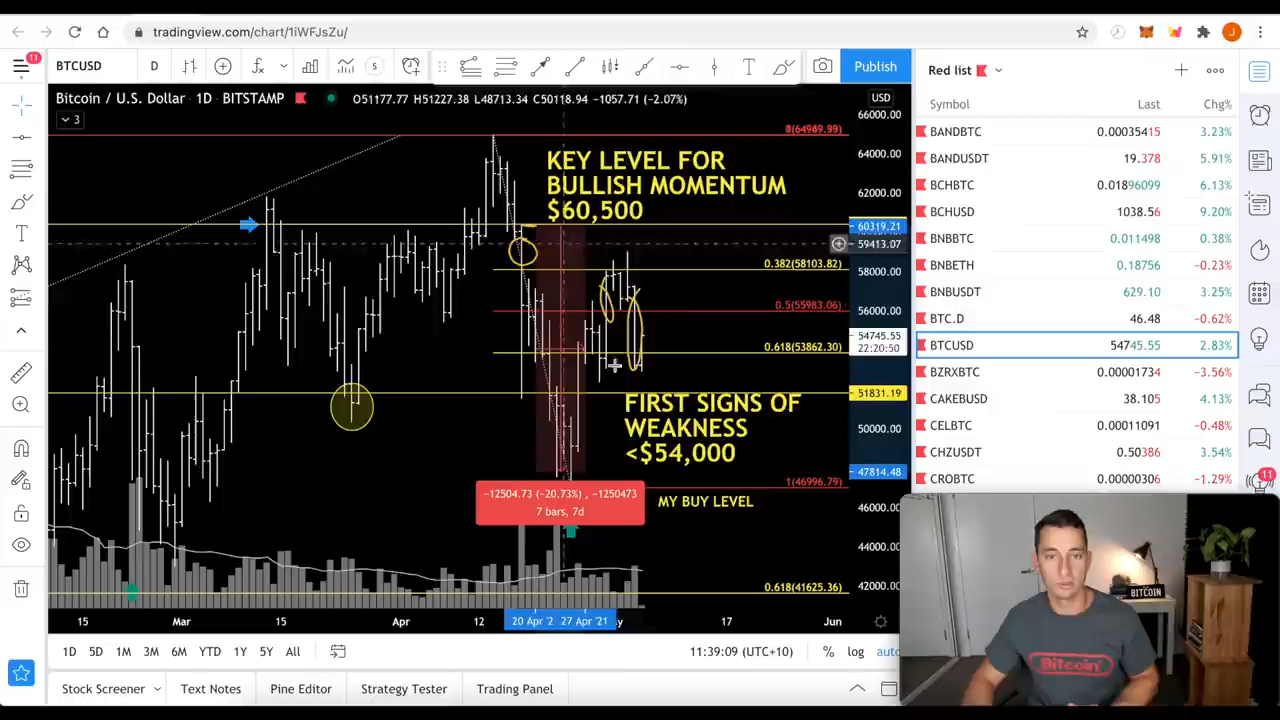 tradingview.com/chart/1iWFJsZu/
11
BTCUSD
D
Publish
Red list
Bitcoin / U.S. Dollar · 1D · BITSTAMP
O51177.77 H51227.38 L48713.34 C50118.94 −1057.71 (−2.07%)
USD
3
Symbol Last Chg%
BANDBTC 0.00035415 3.23%
BANDUSDT 19.378 5.91%
BCHBTC 0.01896099 6.13%
BCHUSD 1038.56 9.20%
BNBBTC 0.011498 0.38%
BNBETH 0.18756 −0.23%
BNBUSDT 629.10 3.25%
BTC.D 46.48 −0.62%
BTCUSD 54745.55 2.83%
BZRXBTC 0.00001734 −3.56%
CAKEBUSD 38.105 4.13%
CELBTC 0.00011091 −0.48%
CHZUSDT 0.50386 3.54%
CROBTC 0.00000306 −1.29%
11
66000.00
64000.00
62000.00
60319.21
59413.07
58000.00
56000.00
54745.55
22:20:50
51831.19
50000.00
47814.48
46000.00
44000.00
42000.00
KEY LEVEL FOR
BULLISH MOMENTUM
$60,500
0.382(58103.82)
0.5(55983.06)
0.618(53862.30)
FIRST SIGNS OF
WEAKNESS
<$54,000
1(46996.79)
MY BUY LEVEL
−12504.73 (−20.73%) , −1250473
7 bars, 7d
0.618(41625.36)
15 Mar 15 Apr 12 20 Apr '2 27 Apr '21 17 Jun
1D 5D 1M 3M 6M YTD 1Y 5Y All
11:39:09 (UTC+10)
% log auto
Stock Screener Text Notes Pine Editor Strategy Tester Trading Panel
BITCOIN
Bitcoin